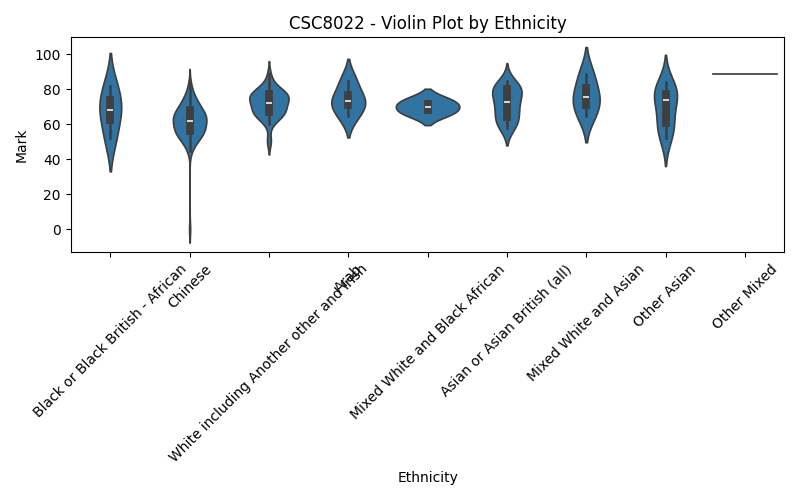 CSC8022 - Violin Plot by Ethnicity
Mark
100
80
60
40
20
0
Black or Black British - African
Chinese
White including Another other and Irish
Arab
Mixed White and Black African
Asian or Asian British (all)
Mixed White and Asian
Other Asian
Other Mixed
Ethnicity